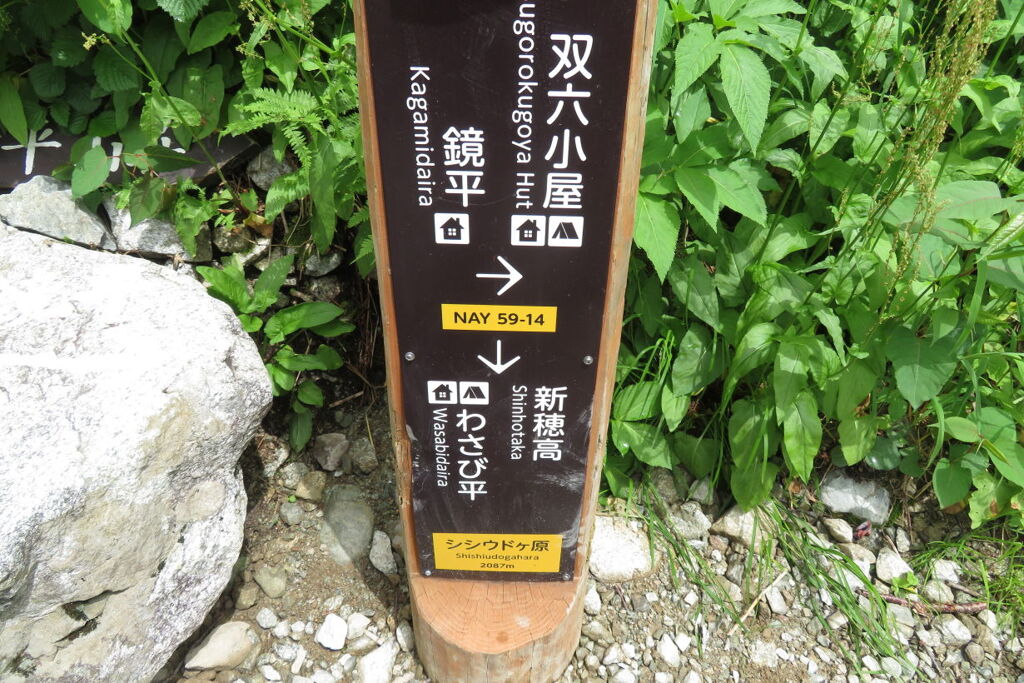 双六小屋
ugorokugoya Hut
鏡平
Kagamidaira
→
NAY 59-14
↓
新穂高
Shinhotaka
わさび平
Wasabidaira
シシウドヶ原
Shishiudogahara
2087m